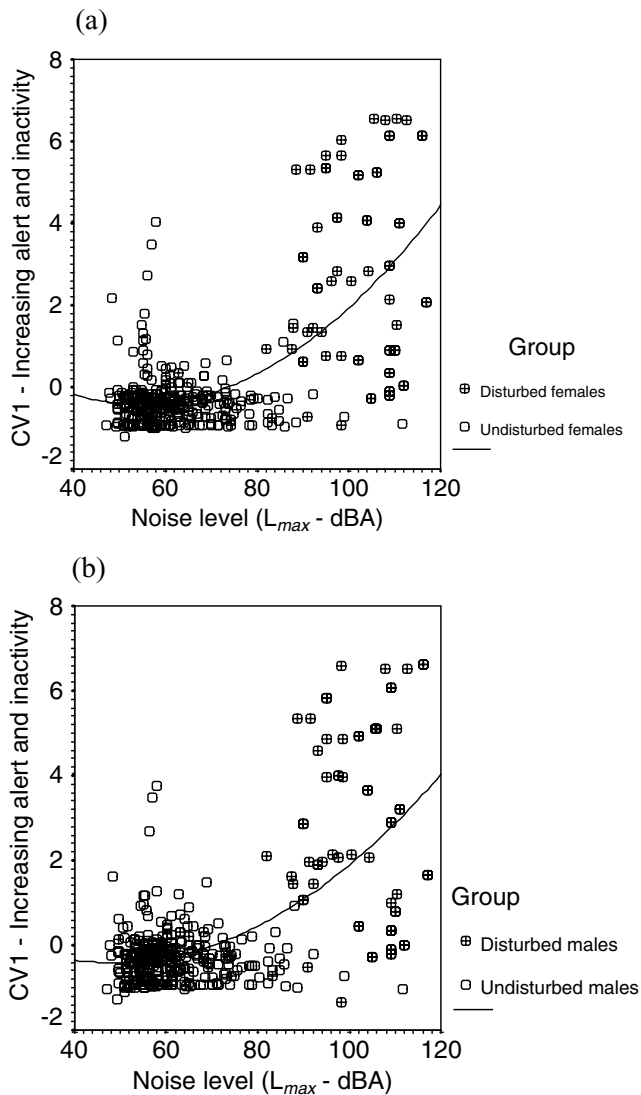 (a)
CV1 - Increasing alert and inactivity
8
6
4
2
0
-2
40 60 80 100 120
Noise level (Lmax - dBA)
Group
Disturbed females
Undisturbed females
(b)
CV1 - Increasing alert and inactivity
8
6
4
2
0
-2
40 60 80 100 120
Noise level (Lmax - dBA)
Group
Disturbed males
Undisturbed males